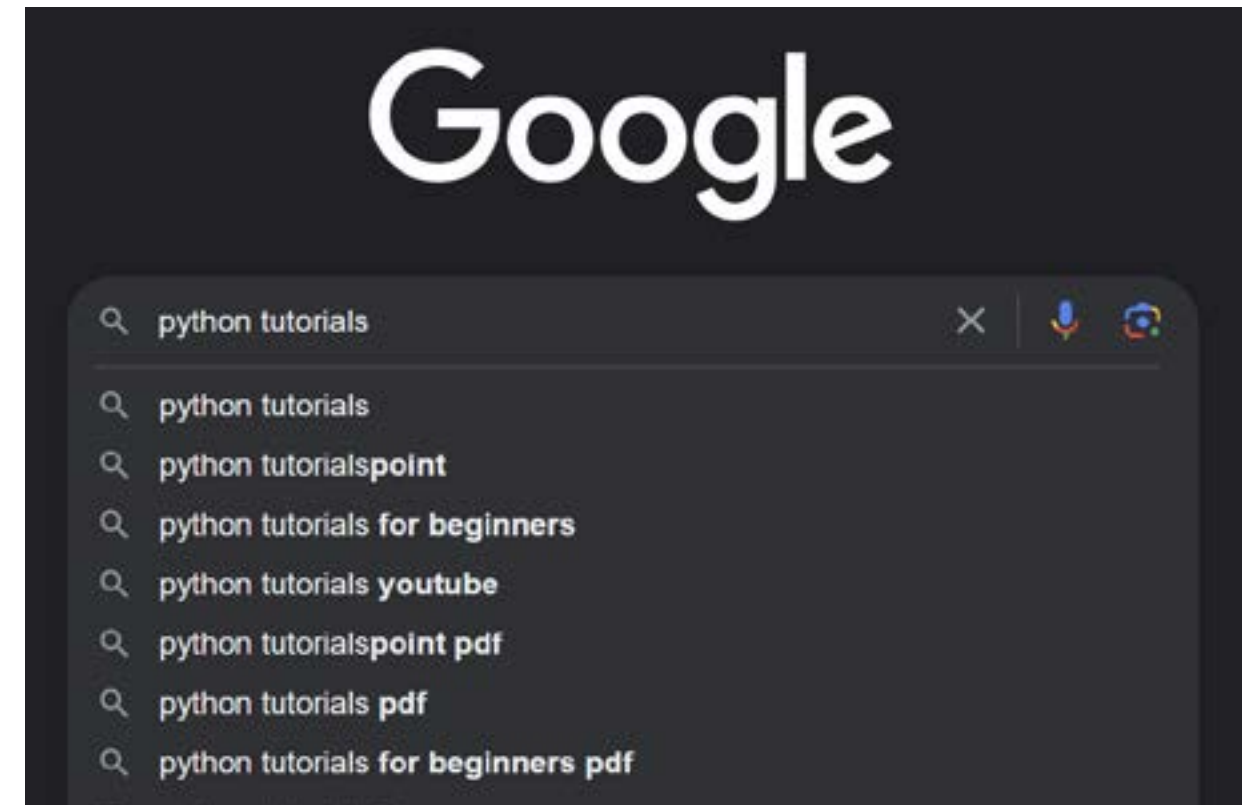 Google
python tutorials
python tutorials
python tutorialspoint
python tutorials for beginners
python tutorials youtube
python tutorialspoint pdf
python tutorials pdf
python tutorials for beginners pdf